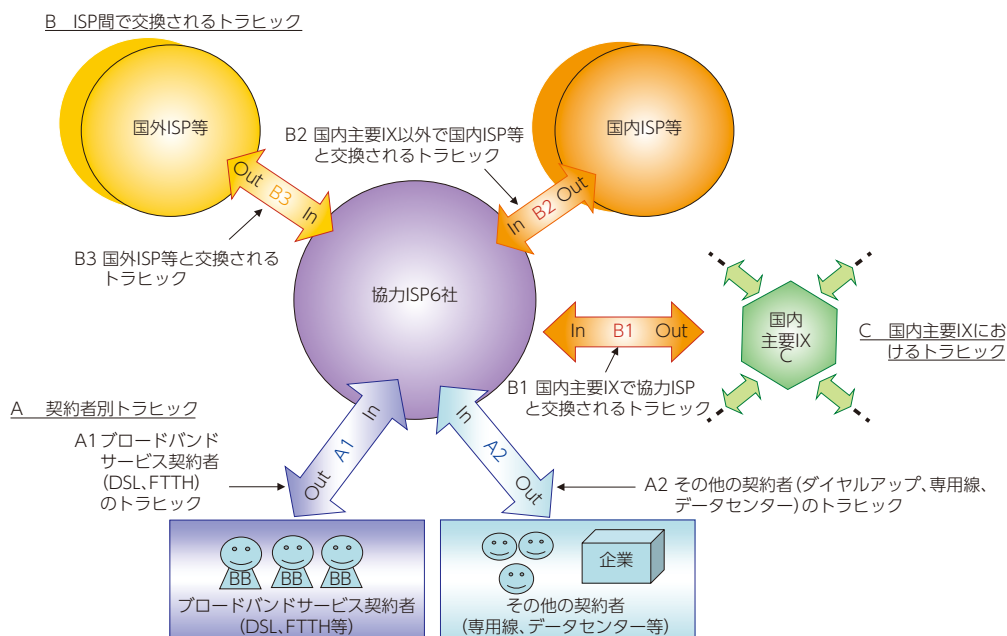 B ISP間で交換されるトラヒック
国外ISP等
国内ISP等
B2 国内主要IX以外で国内ISP等
と交換されるトラヒック
Out B3 In
In B2 Out
B3 国外ISP等と交換される
トラヒック
協力ISP6社
In B1 Out
国内
主要IX
C
C 国内主要IXにお
けるトラヒック
B1 国内主要IXで協力ISP
と交換されるトラヒック
A 契約者別トラヒック
A1 ブロードバンド
サービス契約者
(DSL、FTTH)
のトラヒック
In
A1
Out
In
A2
Out
A2 その他の契約者(ダイヤルアップ、専用線、
データセンター)のトラヒック
BB BB BB
企業
ブロードバンドサービス契約者
(DSL、FTTH等)
その他の契約者
(専用線、データセンター等)